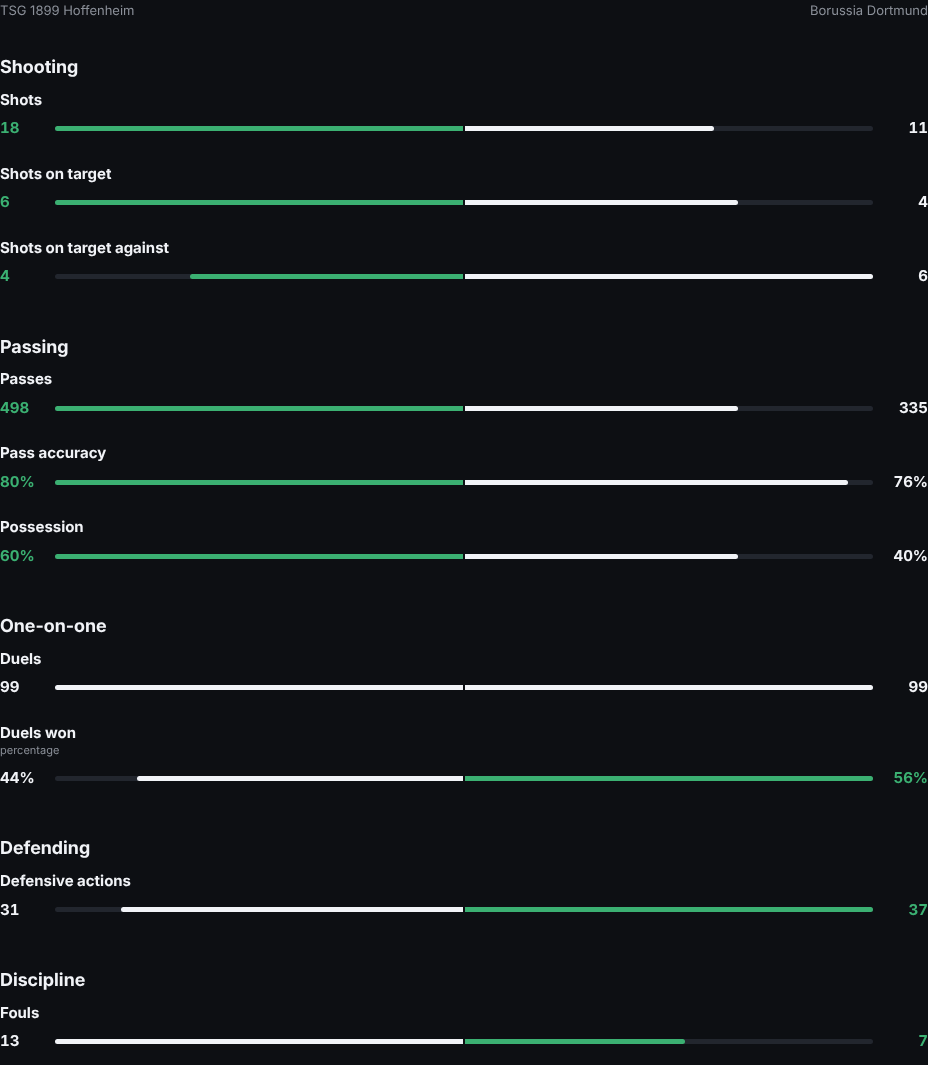 TSG 1899 Hoffenheim Borussia Dortmund
Shooting
Shots
18 11
Shots on target
6 4
Shots on target against
4 6
Passing
Passes
498 335
Pass accuracy
80% 76%
Possession
60% 40%
One-on-one
Duels
99 99
Duels won
percentage
44% 56%
Defending
Defensive actions
31 37
Discipline
Fouls
13 7